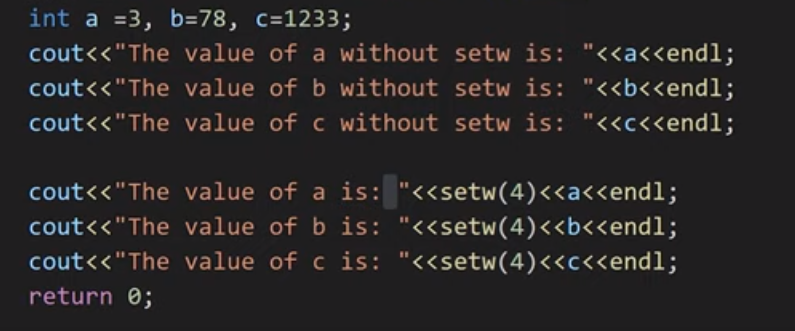 int a =3, b=78, c=1233;
cout<<"The value of a without setw is: "<<a<<endl;
cout<<"The value of b without setw is: "<<b<<endl;
cout<<"The value of c without setw is: "<<c<<endl;
cout<<"The value of a is: "<<setw(4)<<a<<endl;
cout<<"The value of b is: "<<setw(4)<<b<<endl;
cout<<"The value of c is: "<<setw(4)<<c<<endl;
return 0;